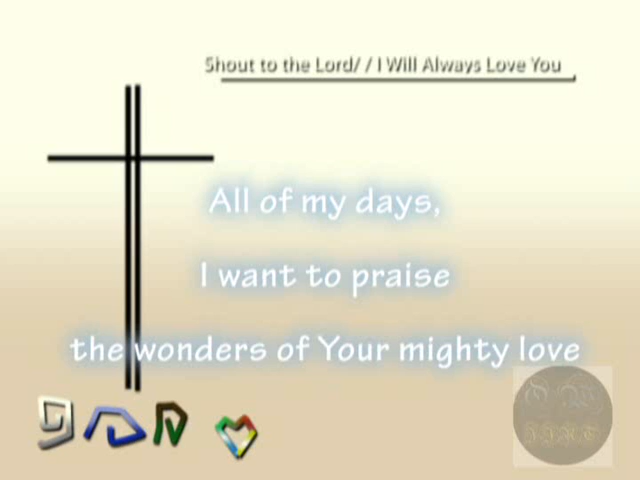 Shout to the Lord/ / I Will Always Love You
All of my days,
I want to praise
the wonders of Your mighty love